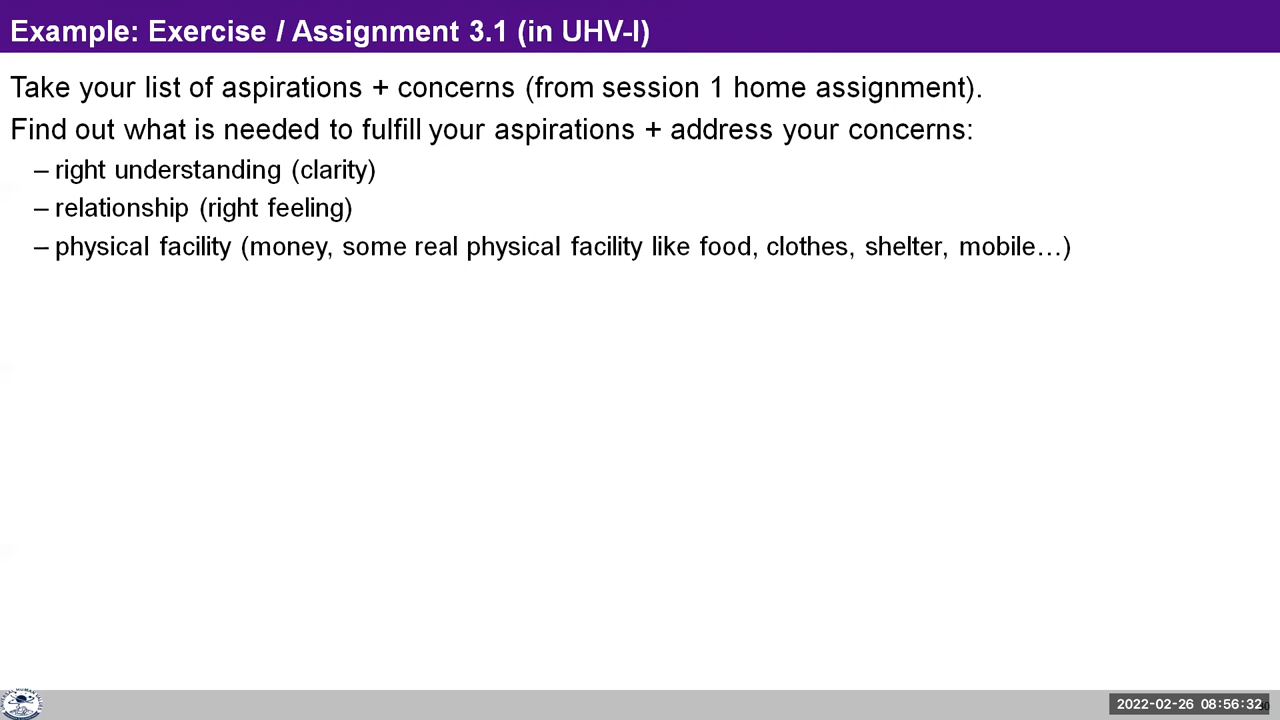 Example: Exercise / Assignment 3.1 (in UHV-I)
Take your list of aspirations + concerns (from session 1 home assignment).
Find out what is needed to fulfill your aspirations + address your concerns:
– right understanding (clarity)
– relationship (right feeling)
– physical facility (money, some real physical facility like food, clothes, shelter, mobile…)
2022-02-26 08:56:32